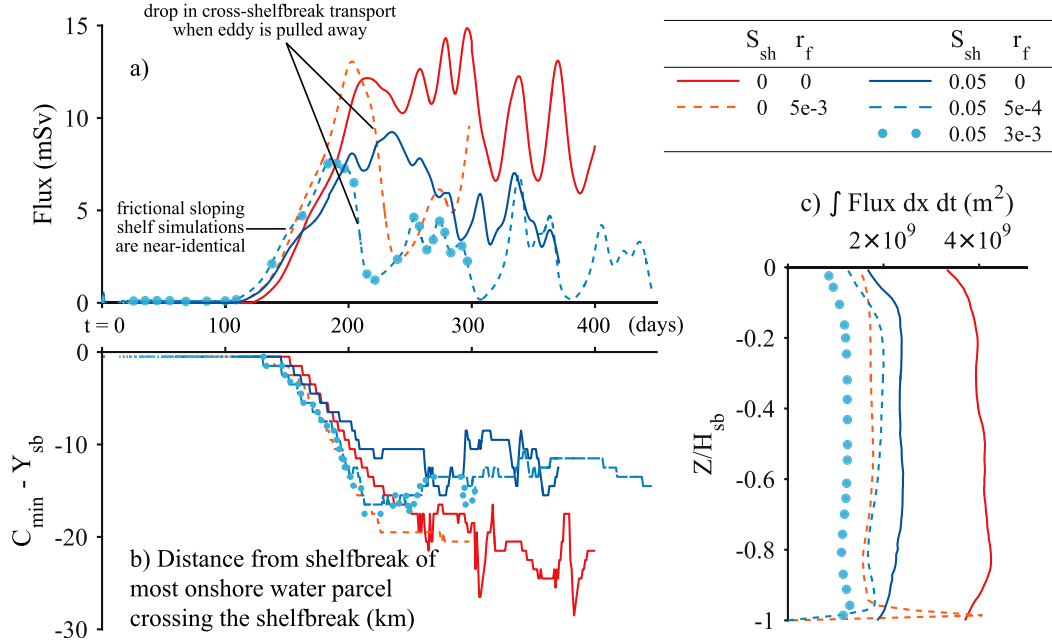 drop in cross-shelfbreak transport
when eddy is pulled away
a)
15
10
5
0
Flux (mSv)
frictional sloping
shelf simulations
are near-identical
t = 0 100 200 300 400 (days)
S_sh r_f S_sh r_f
0 0 0.05 0
0 5e-3 0.05 5e-4
0.05 3e-3
0
-10
-20
-30
C_min - Y_sb
b) Distance from shelfbreak of
most onshore water parcel
crossing the shelfbreak (km)
c) ∫ Flux dx dt (m²)
2×10⁹ 4×10⁹
0
-0.2
-0.4
-0.6
-0.8
-1
Z/H_sb